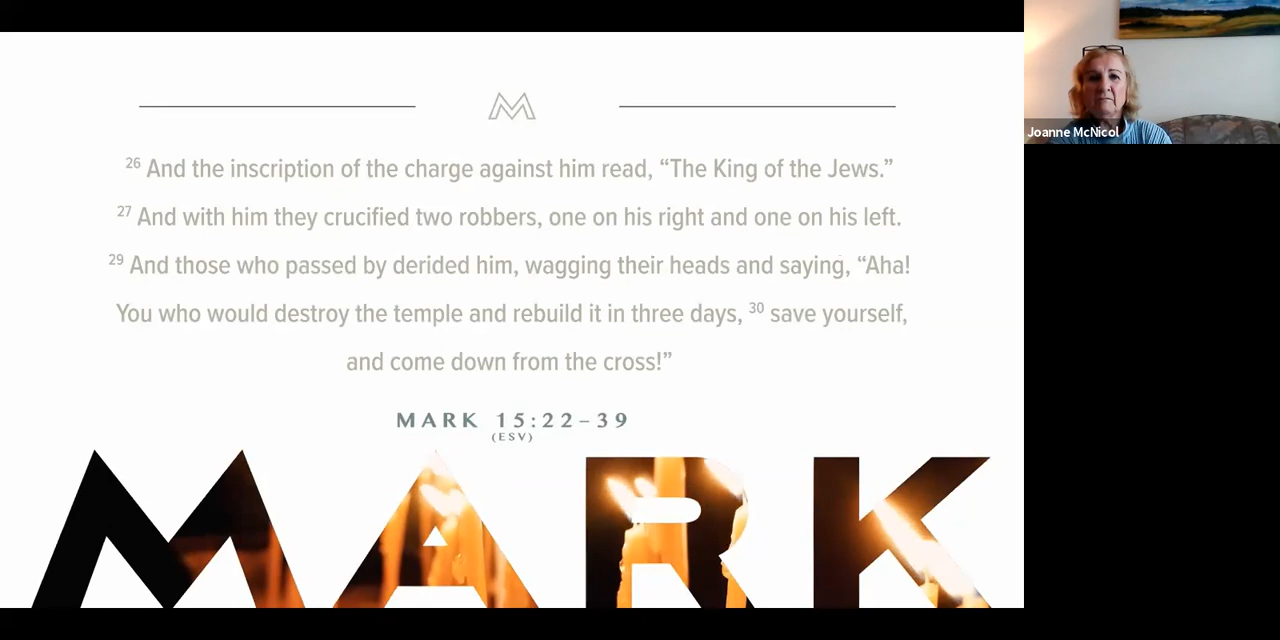 26 And the inscription of the charge against him read, “The King of the Jews.”
27 And with him they crucified two robbers, one on his right and one on his left.
29 And those who passed by derided him, wagging their heads and saying, “Aha!
You who would destroy the temple and rebuild it in three days, 30 save yourself,
and come down from the cross!”
MARK 15:22–39
(ESV)
MARK
Joanne McNicol